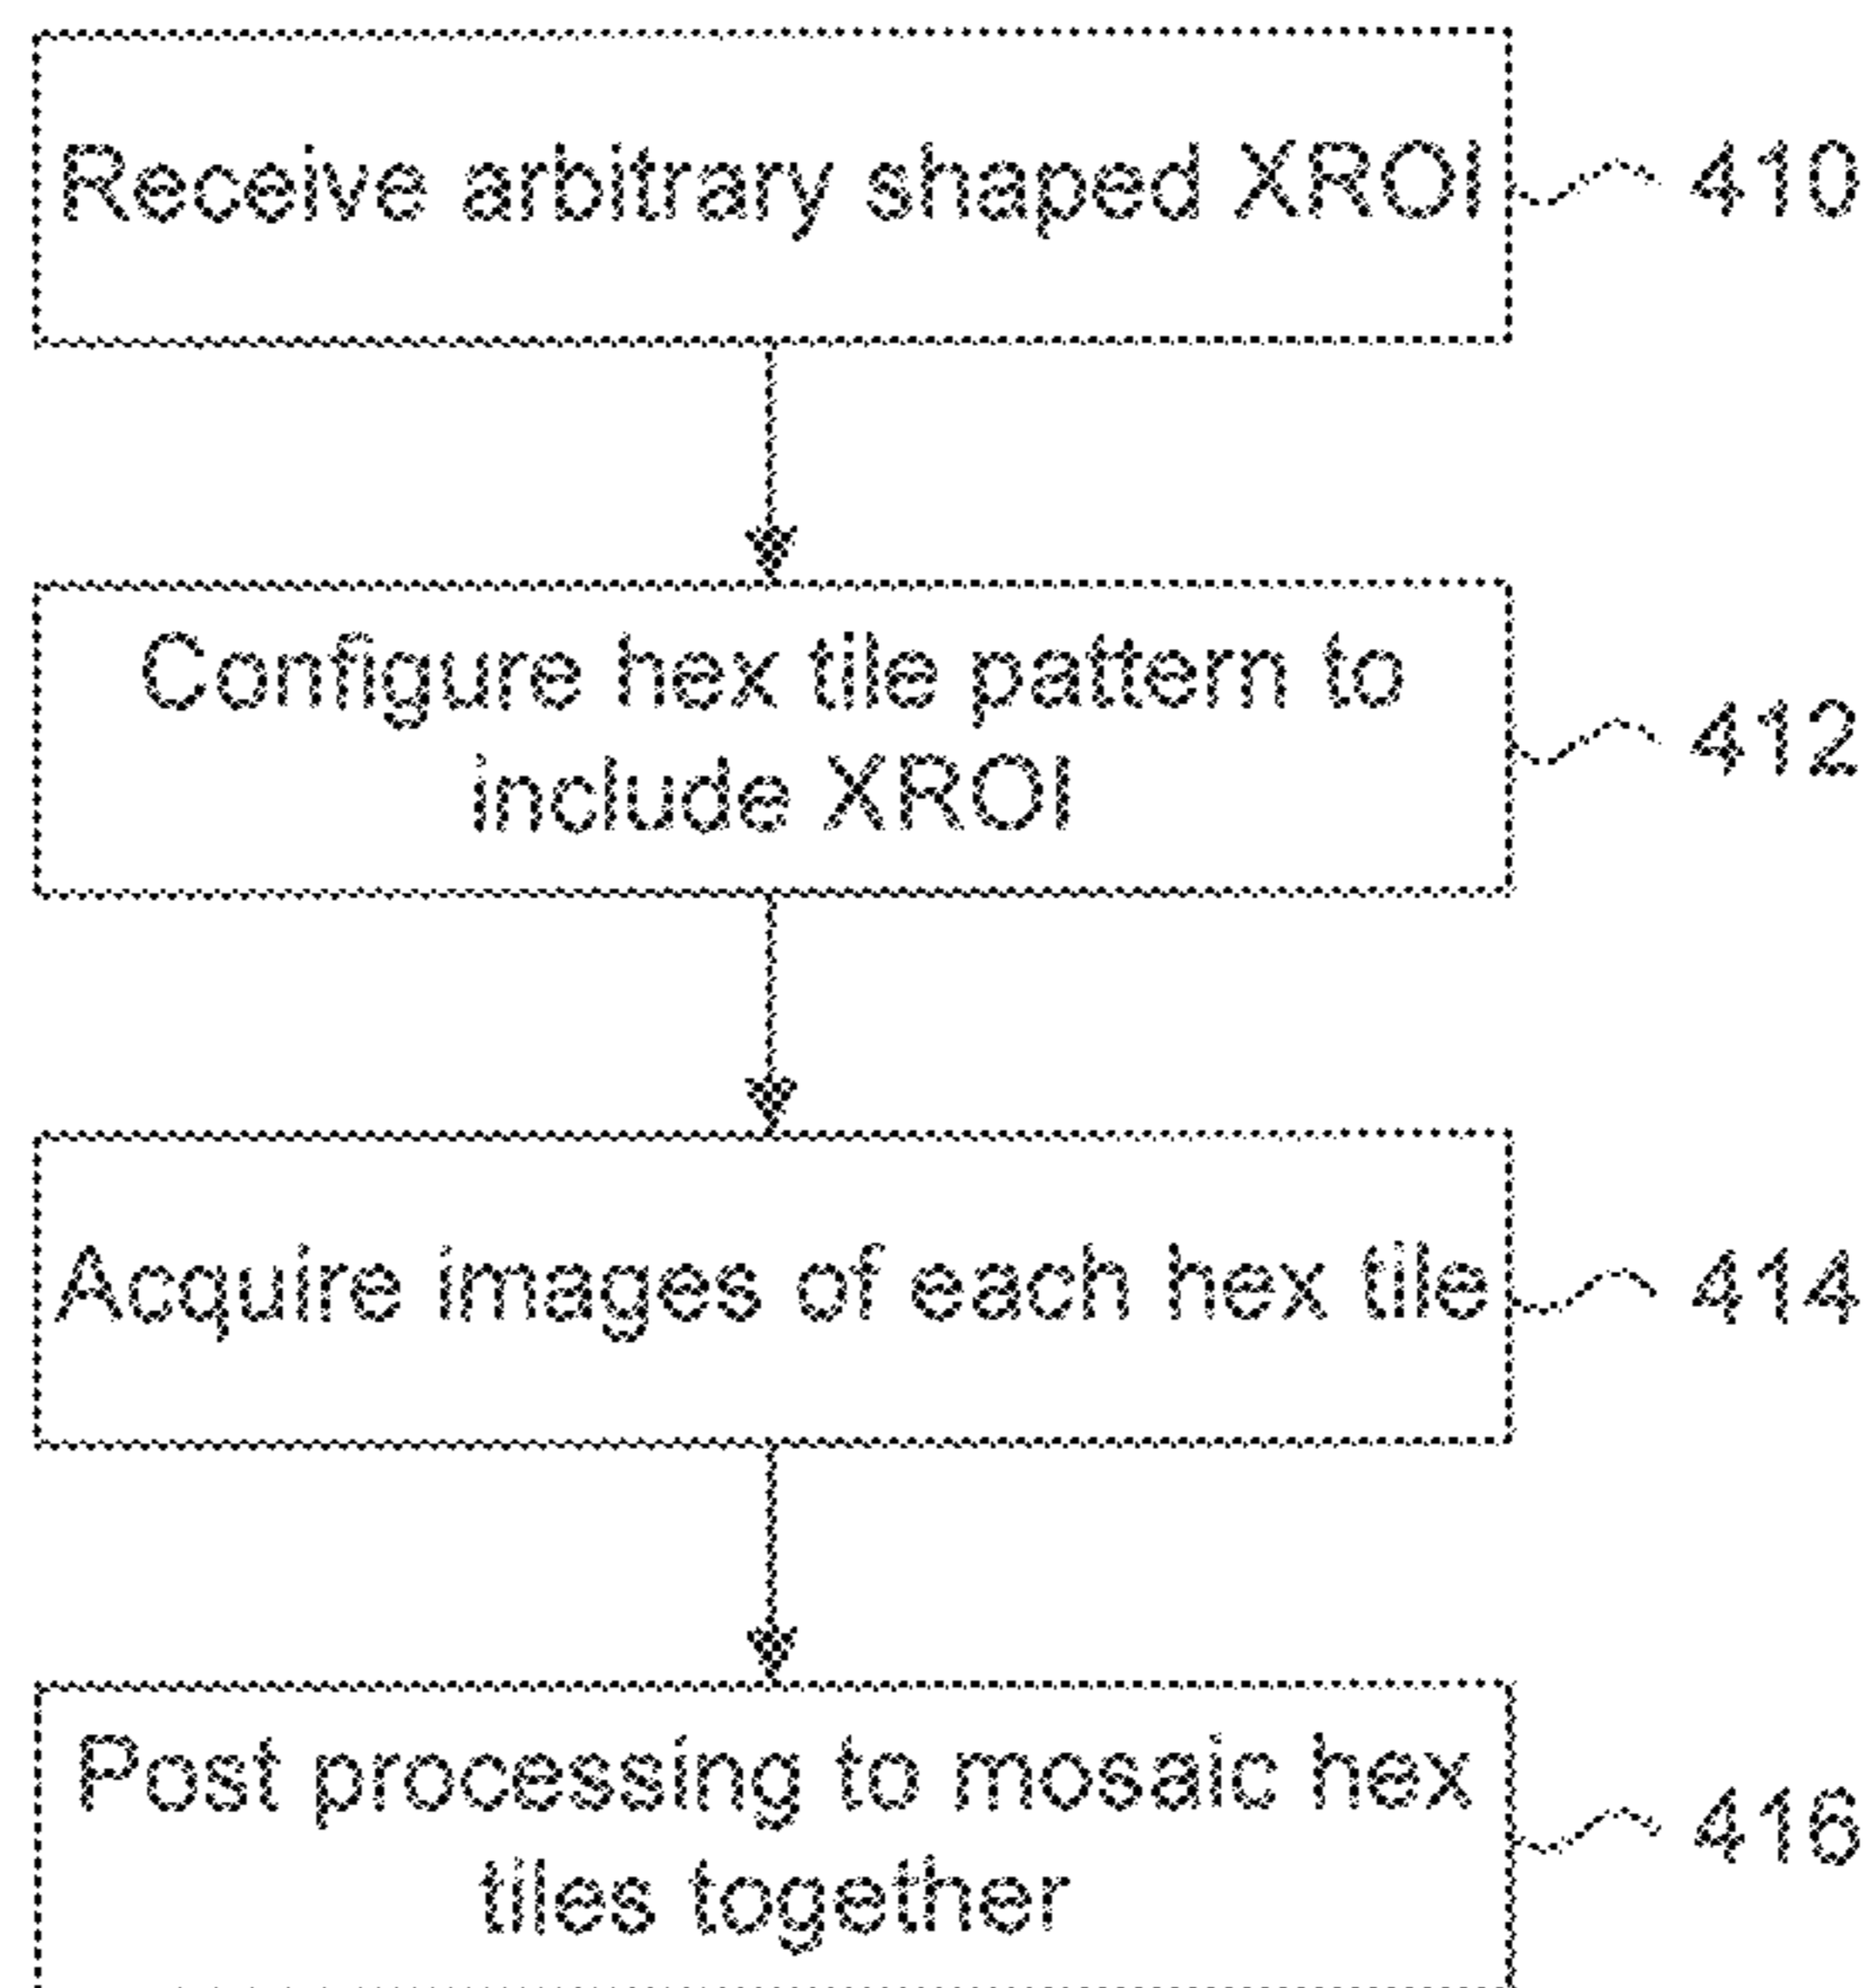 Receive arbitrary shaped XROI
410
Configure hex tile pattern to
include XROI
412
Acquire images of each hex tile
414
Post processing to mosaic hex
tiles together
416